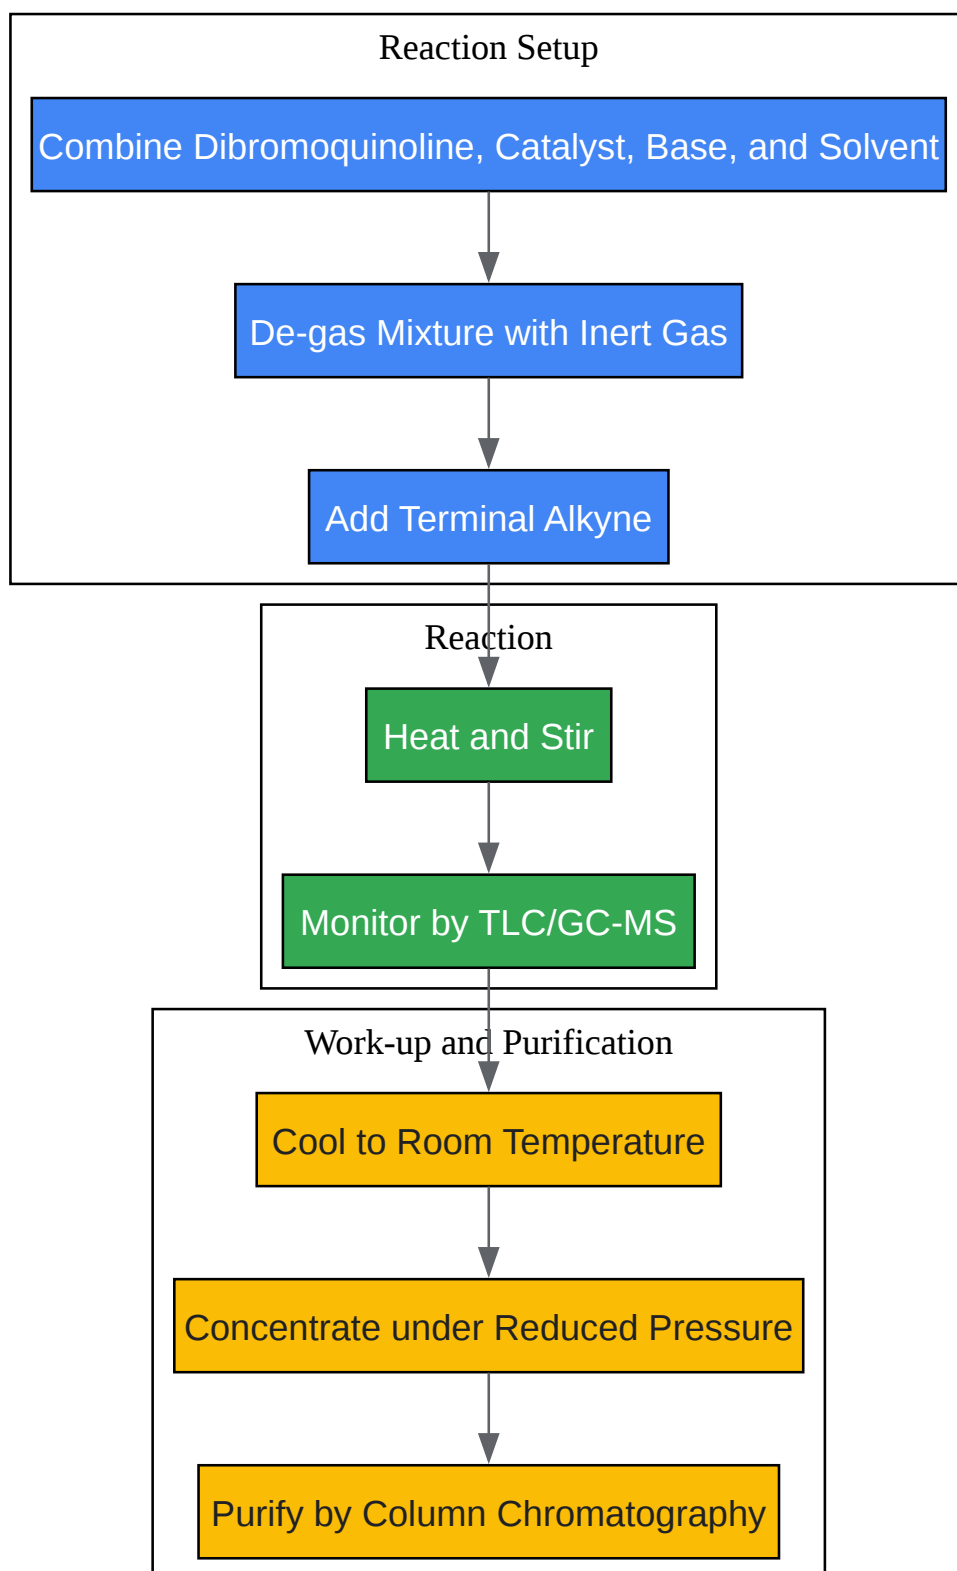 Reaction Setup
Combine Dibromoquinoline, Catalyst, Base, and Solvent
De-gas Mixture with Inert Gas
Add Terminal Alkyne
Reaction
Heat and Stir
Monitor by TLC/GC-MS
Work-up and Purification
Cool to Room Temperature
Concentrate under Reduced Pressure
Purify by Column Chromatography